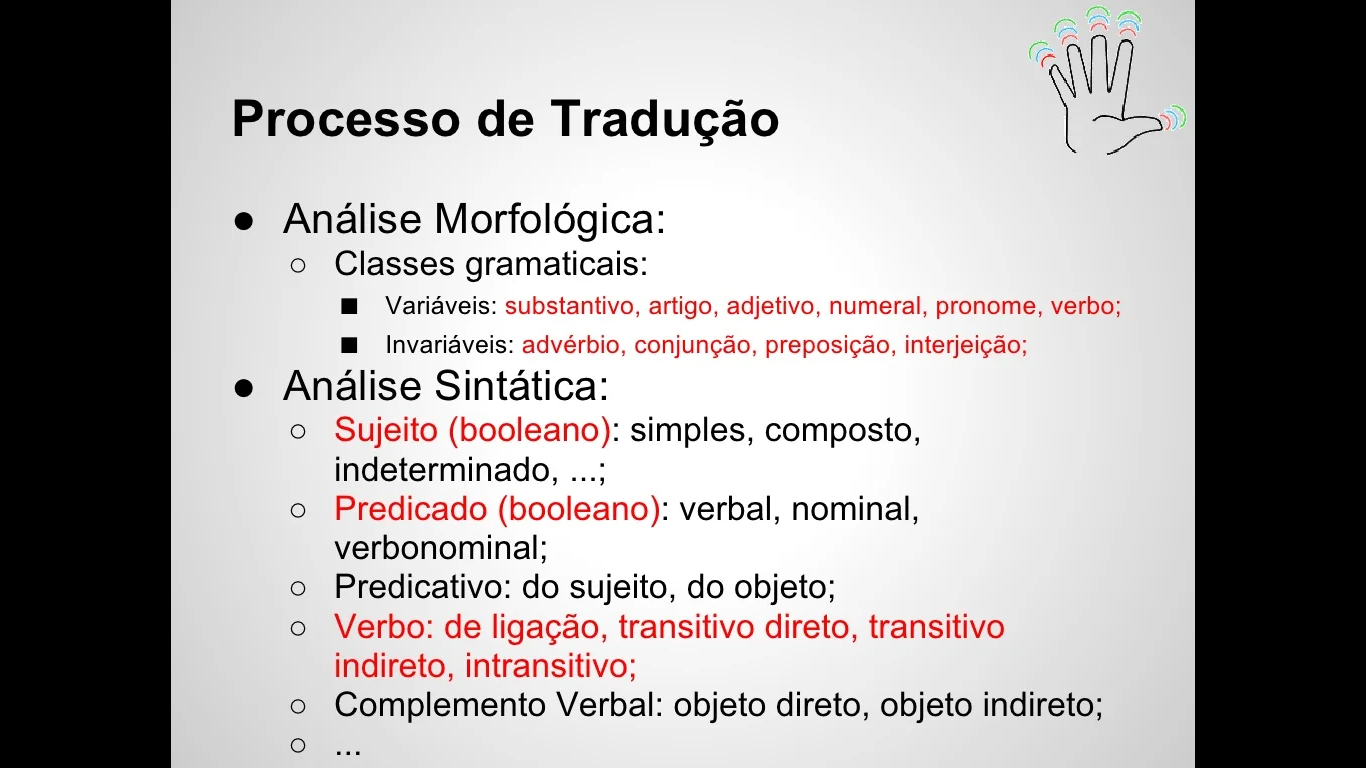 Processo de Tradução
● Análise Morfológica:
○ Classes gramaticais:
■ Variáveis: substantivo, artigo, adjetivo, numeral, pronome, verbo;
■ Invariáveis: advérbio, conjunção, preposição, interjeição;
● Análise Sintática:
○ Sujeito (booleano): simples, composto,
indeterminado, ...;
○ Predicado (booleano): verbal, nominal,
verbonominal;
○ Predicativo: do sujeito, do objeto;
○ Verbo: de ligação, transitivo direto, transitivo
indireto, intransitivo;
○ Complemento Verbal: objeto direto, objeto indireto;
○ ...